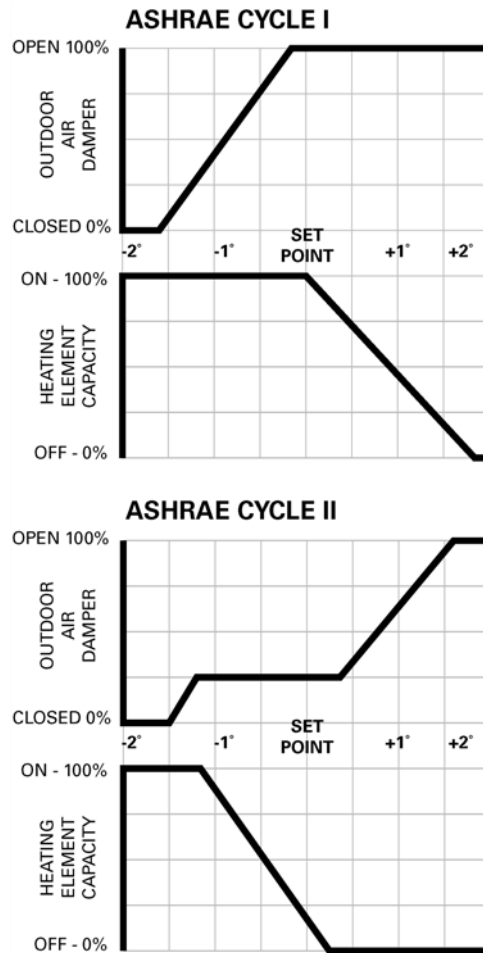 ASHRAE CYCLE I
OPEN 100%
OUTDOOR
AIR
DAMPER
CLOSED 0%
-2° -1° SET POINT +1° +2°
ON - 100%
HEATING
ELEMENT
CAPACITY
OFF - 0%
ASHRAE CYCLE II
OPEN 100%
OUTDOOR
AIR
DAMPER
CLOSED 0%
-2° -1° SET POINT +1° +2°
ON - 100%
HEATING
ELEMENT
CAPACITY
OFF - 0%